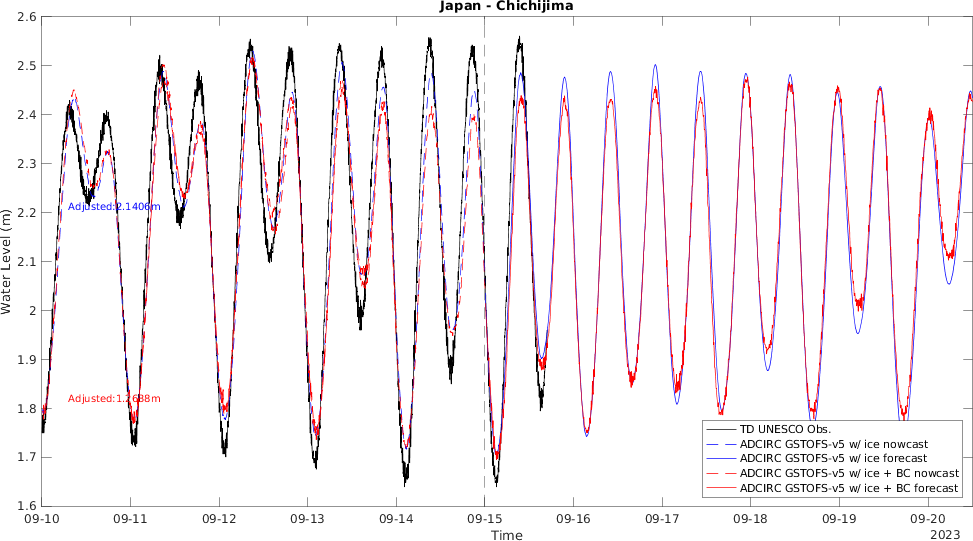 Japan - Chichijima
2.6
2.5
2.4
2.3
2.2
2.1
2
1.9
1.8
1.7
1.6
Water Level (m)
Adjusted:2.1406m
Adjusted:1.2688m
TD UNESCO Obs.
ADCIRC GSTOFS-v5 w/ ice nowcast
ADCIRC GSTOFS-v5 w/ ice forecast
ADCIRC GSTOFS-v5 w/ ice + BC nowcast
ADCIRC GSTOFS-v5 w/ ice + BC forecast
09-10 09-11 09-12 09-13 09-14 09-15 09-16 09-17 09-18 09-19 09-20
2023
Time